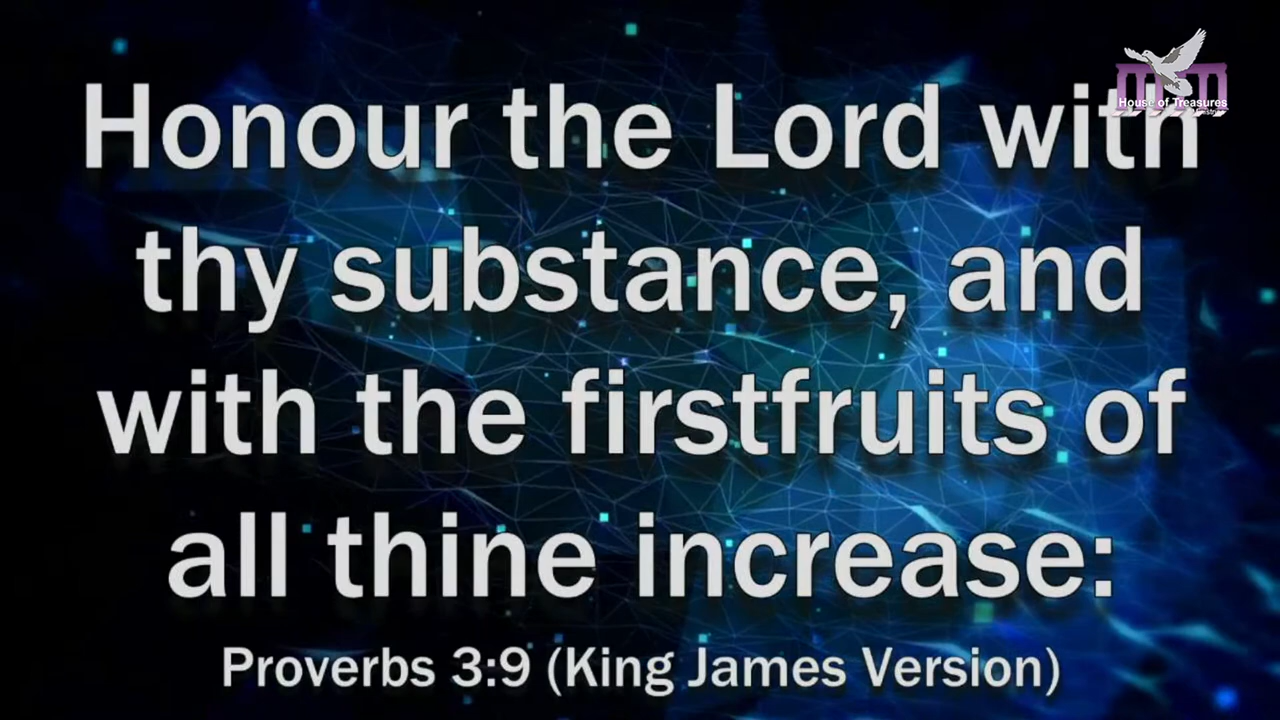 House of Treasures
Honour the Lord with
thy substance, and
with the firstfruits of
all thine increase:
Proverbs 3:9 (King James Version)